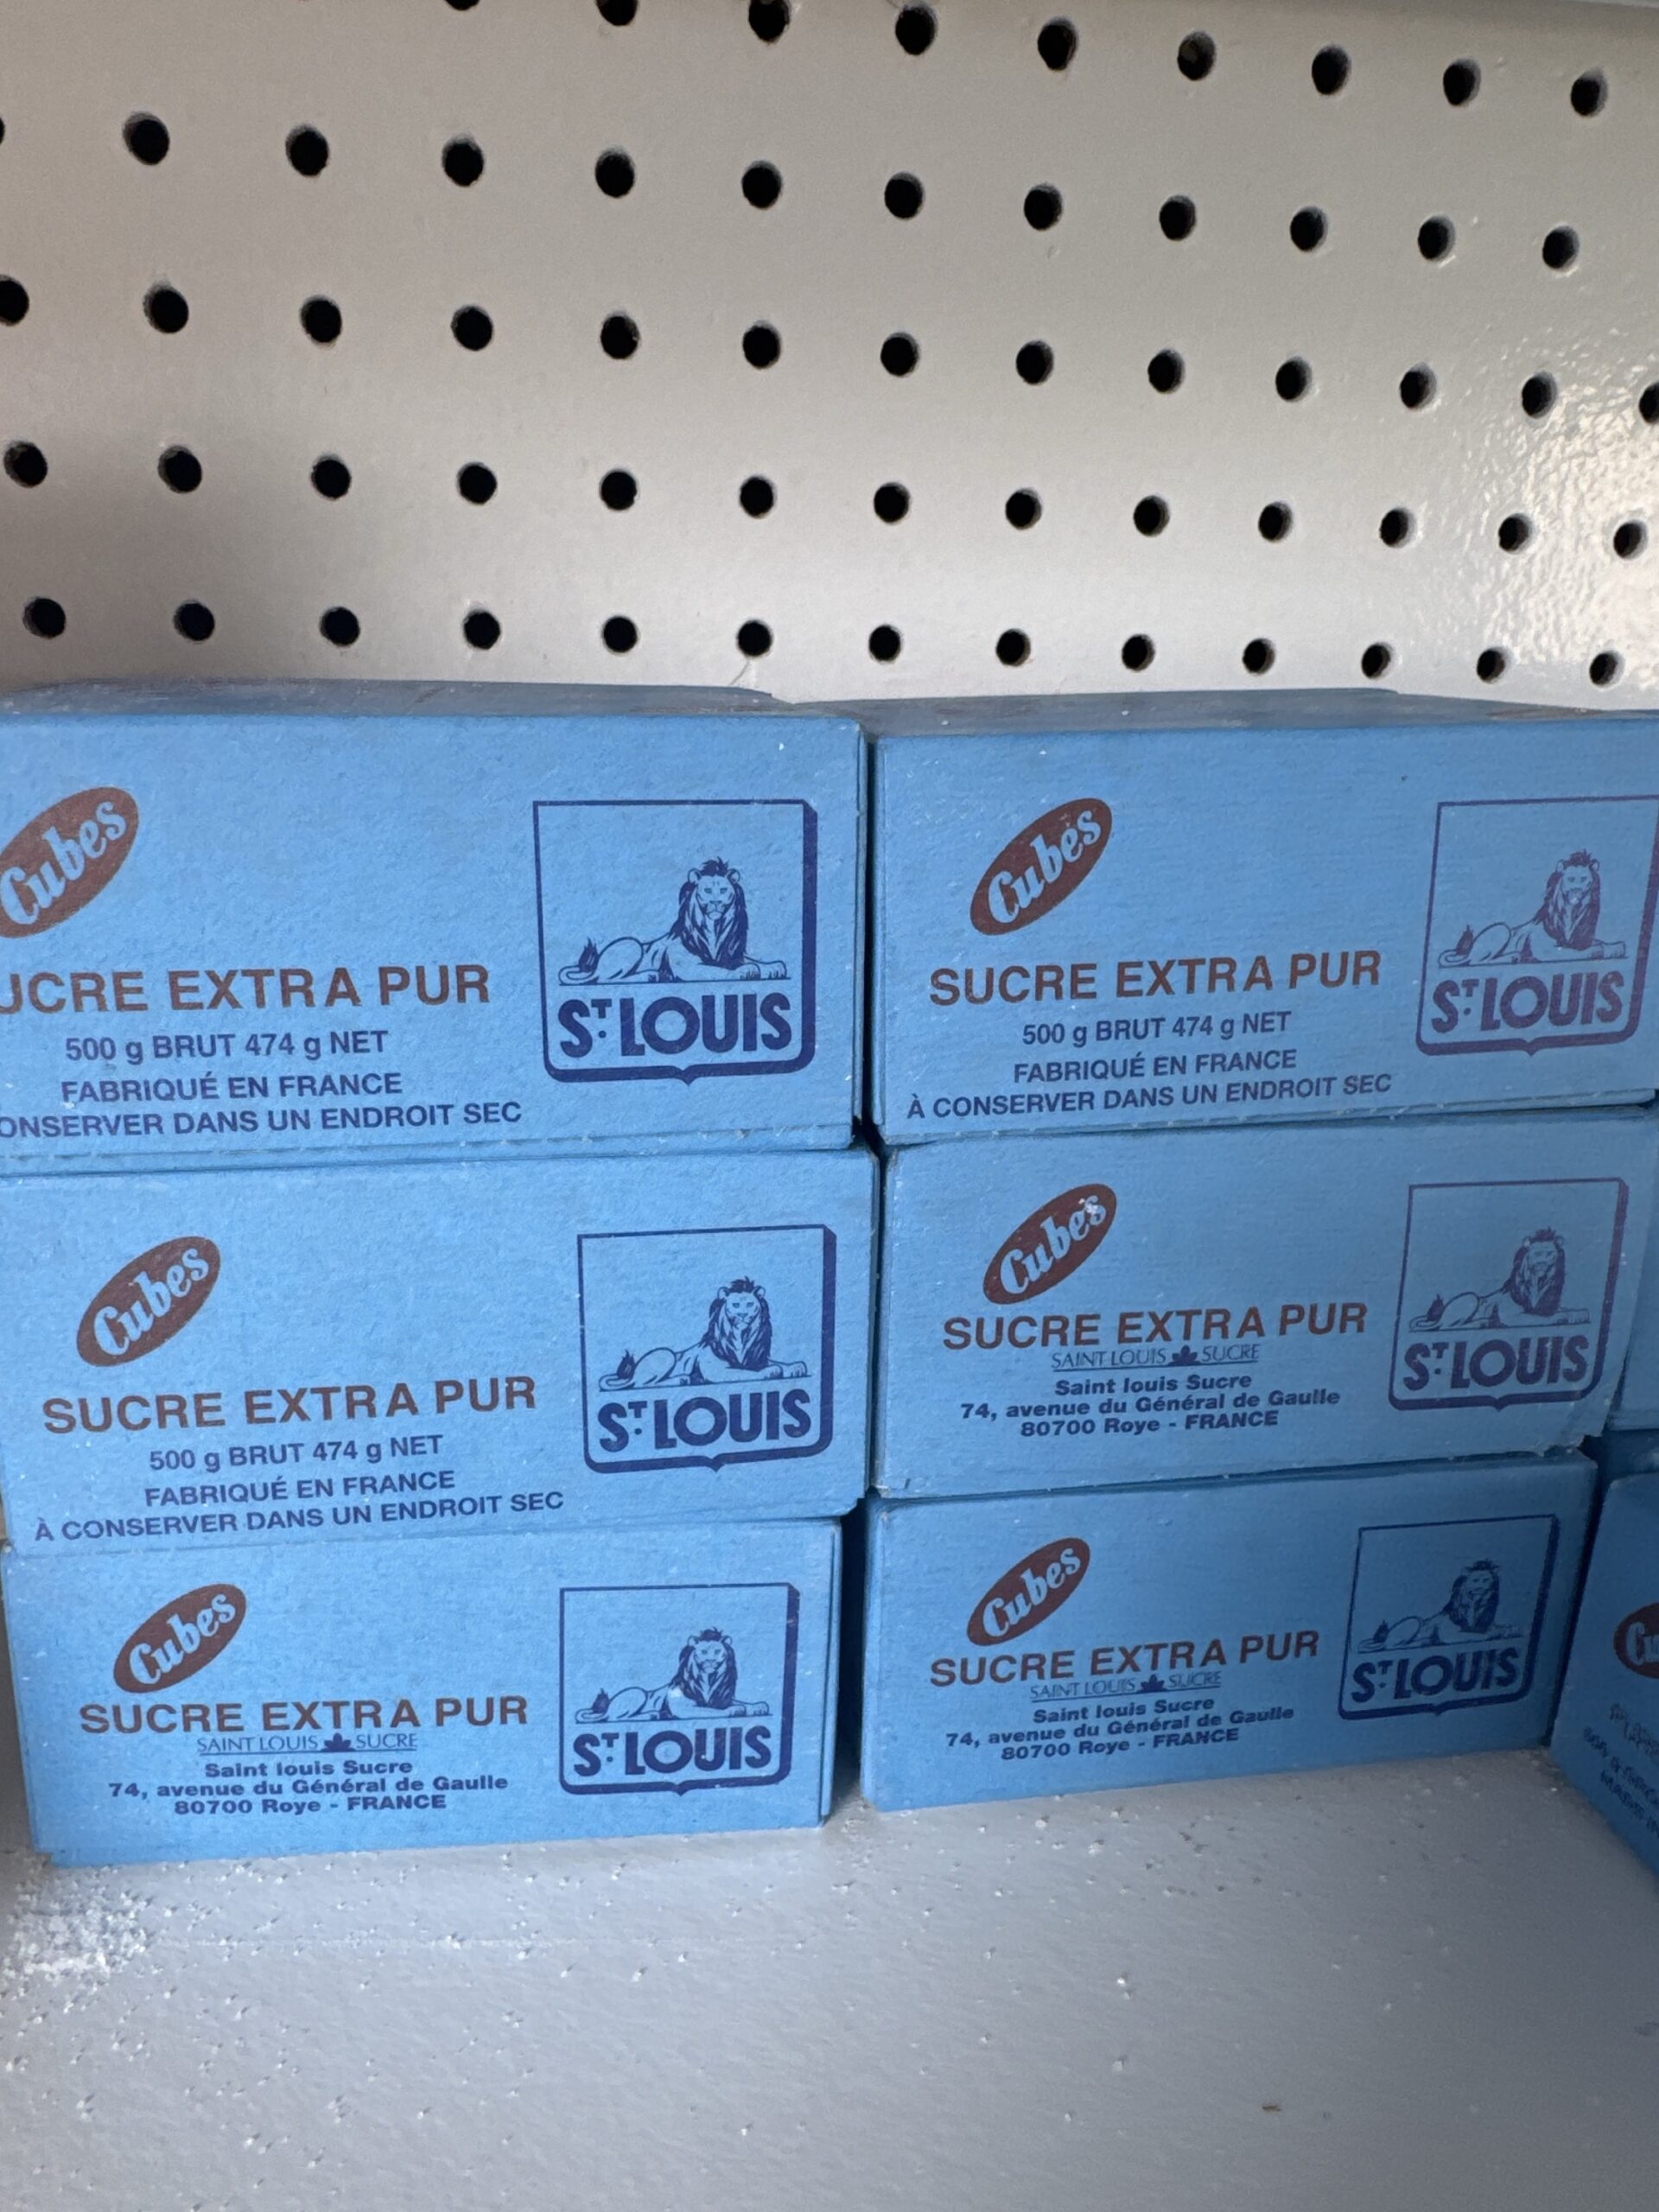 Cubes
UCRE EXTRA PUR
500 g BRUT 474 g NET
FABRIQUÉ EN FRANCE
ONSERVER DANS UN ENDROIT SEC
ST LOUIS
Cubes
SUCRE EXTRA PUR
500 g BRUT 474 g NET
FABRIQUÉ EN FRANCE
À CONSERVER DANS UN ENDROIT SEC
ST LOUIS
Cubes
SUCRE EXTRA PUR
500 g BRUT 474 g NET
FABRIQUÉ EN FRANCE
À CONSERVER DANS UN ENDROIT SEC
ST LOUIS
Cubes
SUCRE EXTRA PUR
SAINT LOUIS SUCRE
Saint louis Sucre
74, avenue du Général de Gaulle
80700 Roye - FRANCE
ST LOUIS
Cubes
SUCRE EXTRA PUR
SAINT LOUIS SUCRE
Saint louis Sucre
74, avenue du Général de Gaulle
80700 Roye - FRANCE
ST LOUIS
Cubes
SUCRE EXTRA PUR
SAINT LOUIS SUCRE
Saint louis Sucre
74, avenue du Général de Gaulle
80700 Roye - FRANCE
ST LOUIS